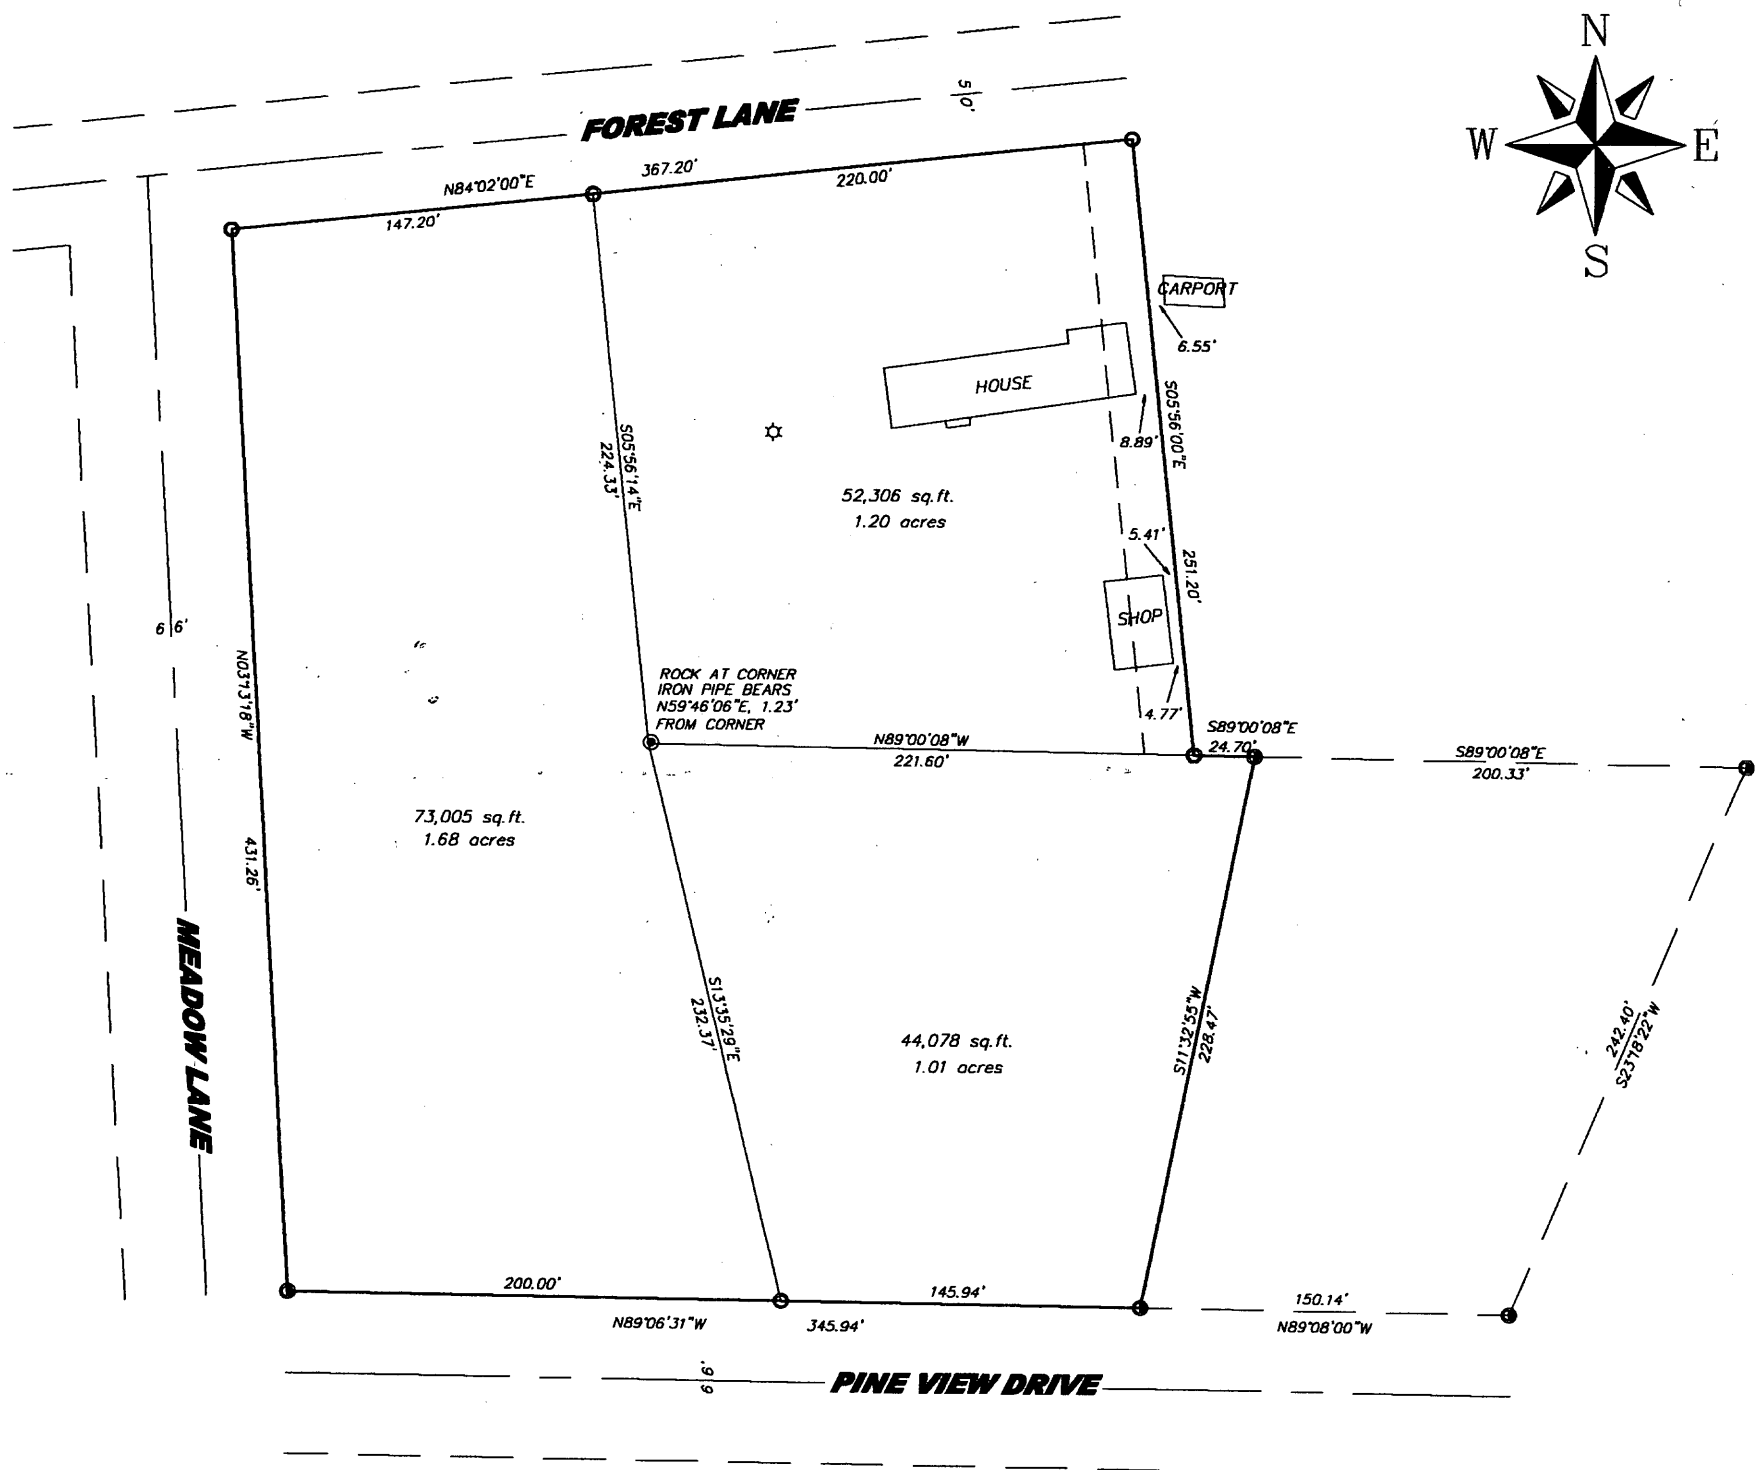 N
W
E
S
FOREST LANE
5 0'
N84°02'00"E
367.20'
147.20'
220.00'
CARPORT
6.55'
HOUSE
8.89'
S05°56'00"E
251.20'
S05°56'14"E
224.33'
52,306 sq.ft.
1.20 acres
5.41'
SHOP
4.77'
6 6'
N03°13'18"W
431.26'
ROCK AT CORNER
IRON PIPE BEARS
N59°46'06"E, 1.23'
FROM CORNER
N89°00'08"W
221.60'
S89°00'08"E
24.70'
S89°00'08"E
200.33'
73,005 sq.ft.
1.68 acres
MEADOW LANE
S13°35'29"E
232.37'
44,078 sq.ft.
1.01 acres
S11°32'55"W
228.47'
242.40'
S23°18'22"W
200.00'
145.94'
N89°06'31"W
345.94'
150.14'
N89°08'00"W
6 6'
PINE VIEW DRIVE